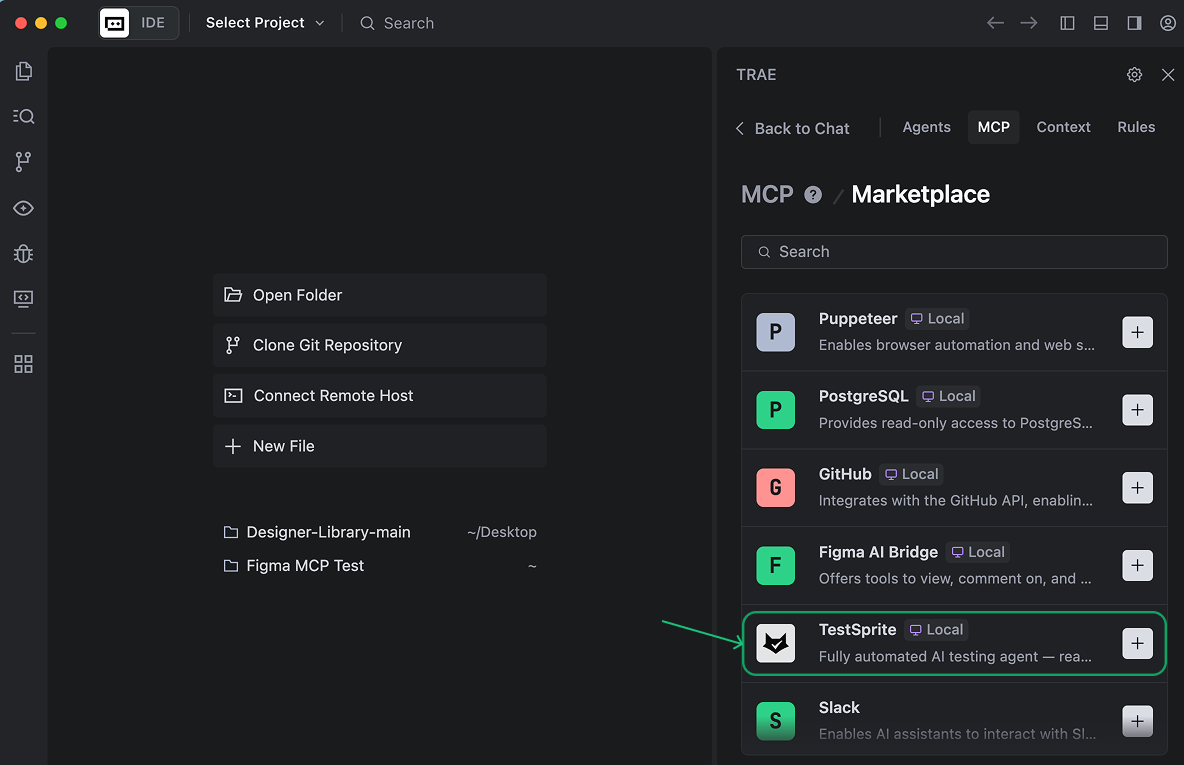 IDE
Select Project
Search
TRAE
Back to Chat
Agents
MCP
Context
Rules
MCP ? / Marketplace
Search
Open Folder
Clone Git Repository
Connect Remote Host
New File
Designer-Library-main ~/Desktop
Figma MCP Test ~
P
Puppeteer Local
Enables browser automation and web s...
P
PostgreSQL Local
Provides read-only access to PostgreS...
G
GitHub Local
Integrates with the GitHub API, enablin...
F
Figma AI Bridge Local
Offers tools to view, comment on, and ...
TestSprite Local
Fully automated AI testing agent — rea...
S
Slack
Enables AI assistants to interact with Sl...